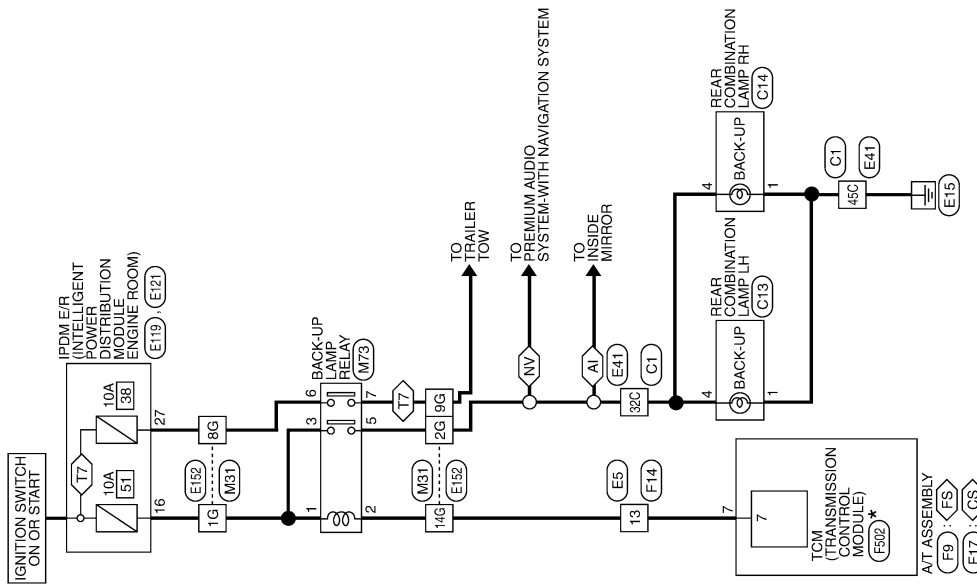 IGNITION SWITCH
ON OR START
IPDM E/R
(INTELLIGENT
POWER
DISTRIBUTION
MODULE
ENGINE ROOM)
E119 , E121
T7
10A
51
10A
38
16
27
E152
M31
1G
8G
BACK-UP
LAMP
RELAY
M73
1
3
6
2
5
7
T7
M31
E152
14G
2G
9G
TO
TRAILER
TOW
NV
TO
PREMIUM AUDIO
SYSTEM-WITH NAVIGATION SYSTEM
AI
TO
INSIDE
MIRROR
E5
F14
13
E41
C1
32C
7
7
TCM
(TRANSMISSION
CONTROL
MODULE)
F502 *
A/T ASSEMBLY
F9 : FS
F17 : CS
REAR
COMBINATION
LAMP LH
C13
4
BACK-UP
1
REAR
COMBINATION
LAMP RH
C14
4
BACK-UP
1
C1
E41
45C
E15